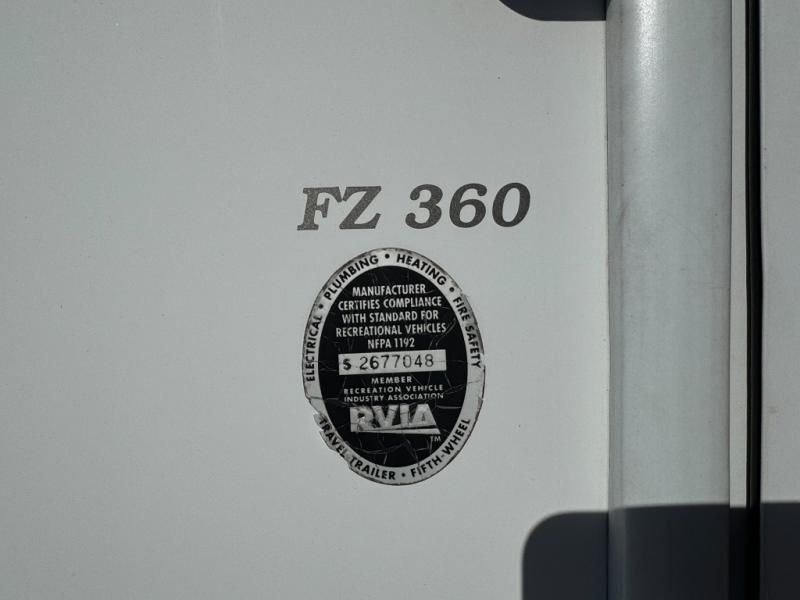 FZ 360
ELECTRICAL • PLUMBING • HEATING • FIRE SAFETY
MANUFACTURER
CERTIFIES COMPLIANCE
WITH STANDARD FOR
RECREATIONAL VEHICLES
NFPA 1192
S 2677048
MEMBER
RECREATION VEHICLE
INDUSTRY ASSOCIATION
RVIA
TM
TRAVEL TRAILER • FIFTH-WHEEL